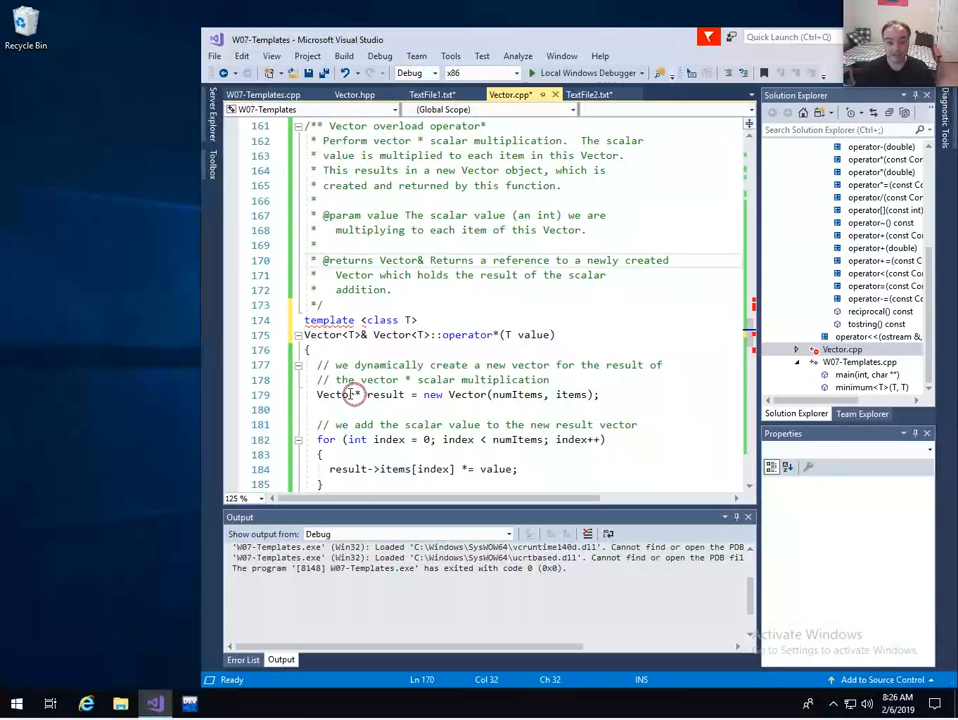 Recycle Bin
W07-Templates - Microsoft Visual Studio
Quick Launch (Ctrl+Q)
File Edit View Project Build Debug Team Tools Test Analyze Window Help
Debug x86 Local Windows Debugger
Server Explorer
Toolbox
W07-Templates.cpp Vector.hpp TextFile1.txt* Vector.cpp* TextFile2.txt*
W07-Templates (Global Scope)
161 /** Vector overload operator*
162 * Perform vector * scalar multiplication. The scalar
163 * value is multiplied to each item in this Vector.
164 * This results in a new Vector object, which is
165 * created and returned by this function.
166 *
167 * @param value The scalar value (an int) we are
168 * multiplying to each item of this Vector.
169 *
170 * @returns Vector& Returns a reference to a newly created
171 * Vector which holds the result of the scalar
172 * addition.
173 */
174 template <class T>
175 Vector<T>& Vector<T>::operator*(T value)
176 {
177 // we dynamically create a new vector for the result of
178 // the vector * scalar multiplication
179 Vector* result = new Vector(numItems, items);
180
181 // we add the scalar value to the new result vector
182 for (int index = 0; index < numItems; index++)
183 {
184 result->items[index] *= value;
185 }
125 %
Output
Show output from: Debug
'W07-Templates.exe' (Win32): Loaded 'C:\Windows\SysWOW64\vcruntime140d.dll'. Cannot find or open the PDB
'W07-Templates.exe' (Win32): Loaded 'C:\Windows\SysWOW64\ucrtbased.dll'. Cannot find or open the PDB fil
The program '[8148] W07-Templates.exe' has exited with code 0 (0x0).
Error List Output
Solution Explorer
Search Solution Explorer (Ctrl+;)
operator-(double)
operator*(const Co
operator*(double)
operator*=(const C
operator/(const Co
operator[](const int)
operator~() const
operator+(const Co
operator+(double)
operator+=(const C
operator=(const Co
reciprocal() const
tostring() const
operator<<(ostream &
Vector.cpp
W07-Templates.cpp
main(int, char **)
minimum<T>(T, T)
Solution Explorer Team Explorer
Properties
Diagnostic Tools
Activate Windows
Go to Settings to activate Windows.
Ready Ln 170 Col 32 Ch 32 INS Add to Source Control
DEV
8:26 AM
2/6/2019